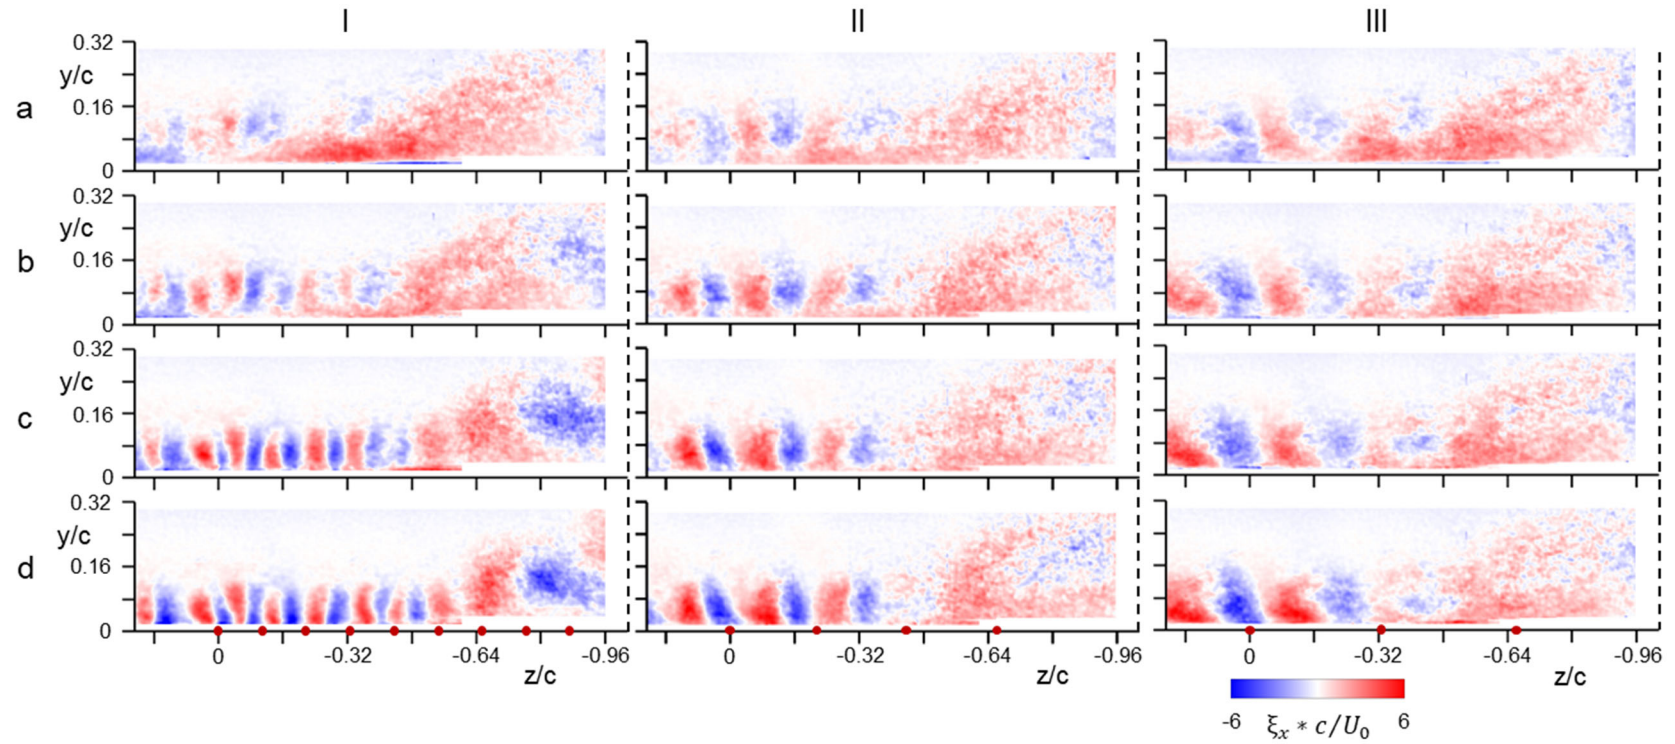 I II III
0.32
y/c
a 0.16
0
0.32
y/c
b 0.16
0
0.32
y/c
c 0.16
0
0.32
y/c
d 0.16
0
0 -0.32 -0.64 -0.96 0 -0.32 -0.64 -0.96 0 -0.32 -0.64 -0.96
z/c z/c z/c
-6 ξₓ * c/U₀ 6